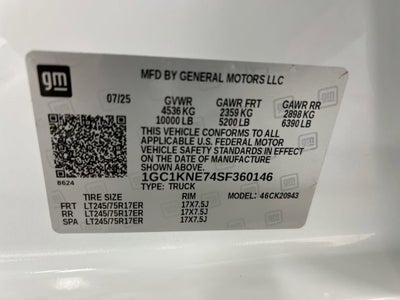 gm
MFD BY GENERAL MOTORS LLC
07/25 GVWR GAWR FRT GAWR RR
4536 KG 2359 KG 2898 KG
10000 LB 5200 LB 6390 LB
THIS VEHICLE CONFORMS TO ALL
APPLICABLE U.S. FEDERAL MOTOR
VEHICLE SAFETY STANDARDS IN
EFFECT ON THE DATE OF MANUFACTURE
SHOWN ABOVE.
8624
1GC1KNE74SF360146
TYPE: TRUCK
TIRE SIZE RIM MODEL: 46CK20943
FRT LT245/75R17ER 17X7.5J
RR LT245/75R17ER 17X7.5J
SPA LT245/75R17ER 17X7.5J